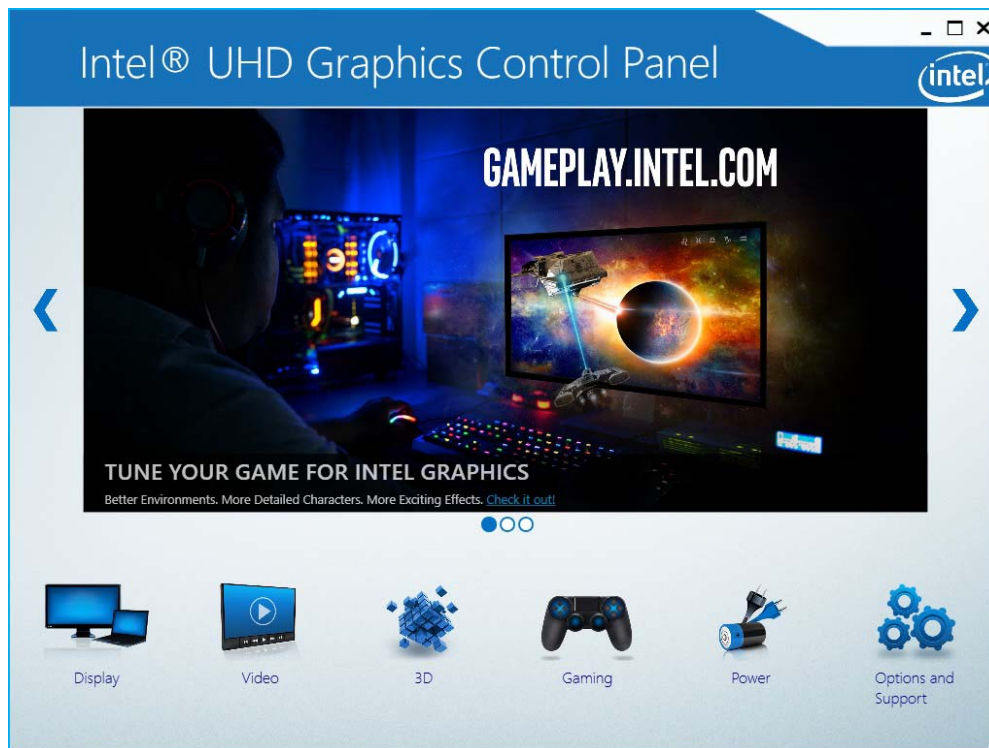 Intel® UHD Graphics Control Panel
intel
GAMEPLAY.INTEL.COM
TUNE YOUR GAME FOR INTEL GRAPHICS
Better Environments. More Detailed Characters. More Exciting Effects. Check it out!
Display
Video
3D
Gaming
Power
Options and
Support